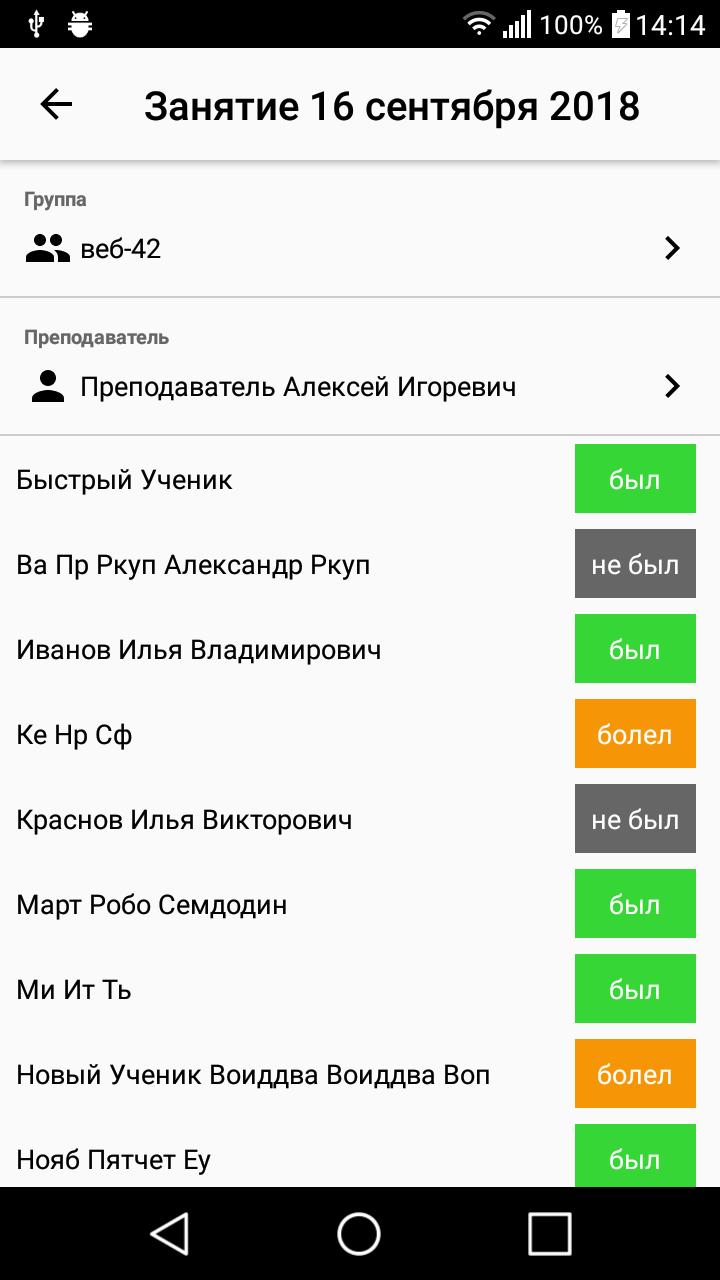 100% 14:14
Занятие 16 сентября 2018
Группа
веб-42
Преподаватель
Преподаватель Алексей Игоревич
Быстрый Ученик был
Ва Пр Ркуп Александр Ркуп не был
Иванов Илья Владимирович был
Ке Нр Сф болел
Краснов Илья Викторович не был
Март Робо Семдодин был
Ми Ит Ть был
Новый Ученик Воиддва Воиддва Воп болел
Нояб Пятчет Еу был